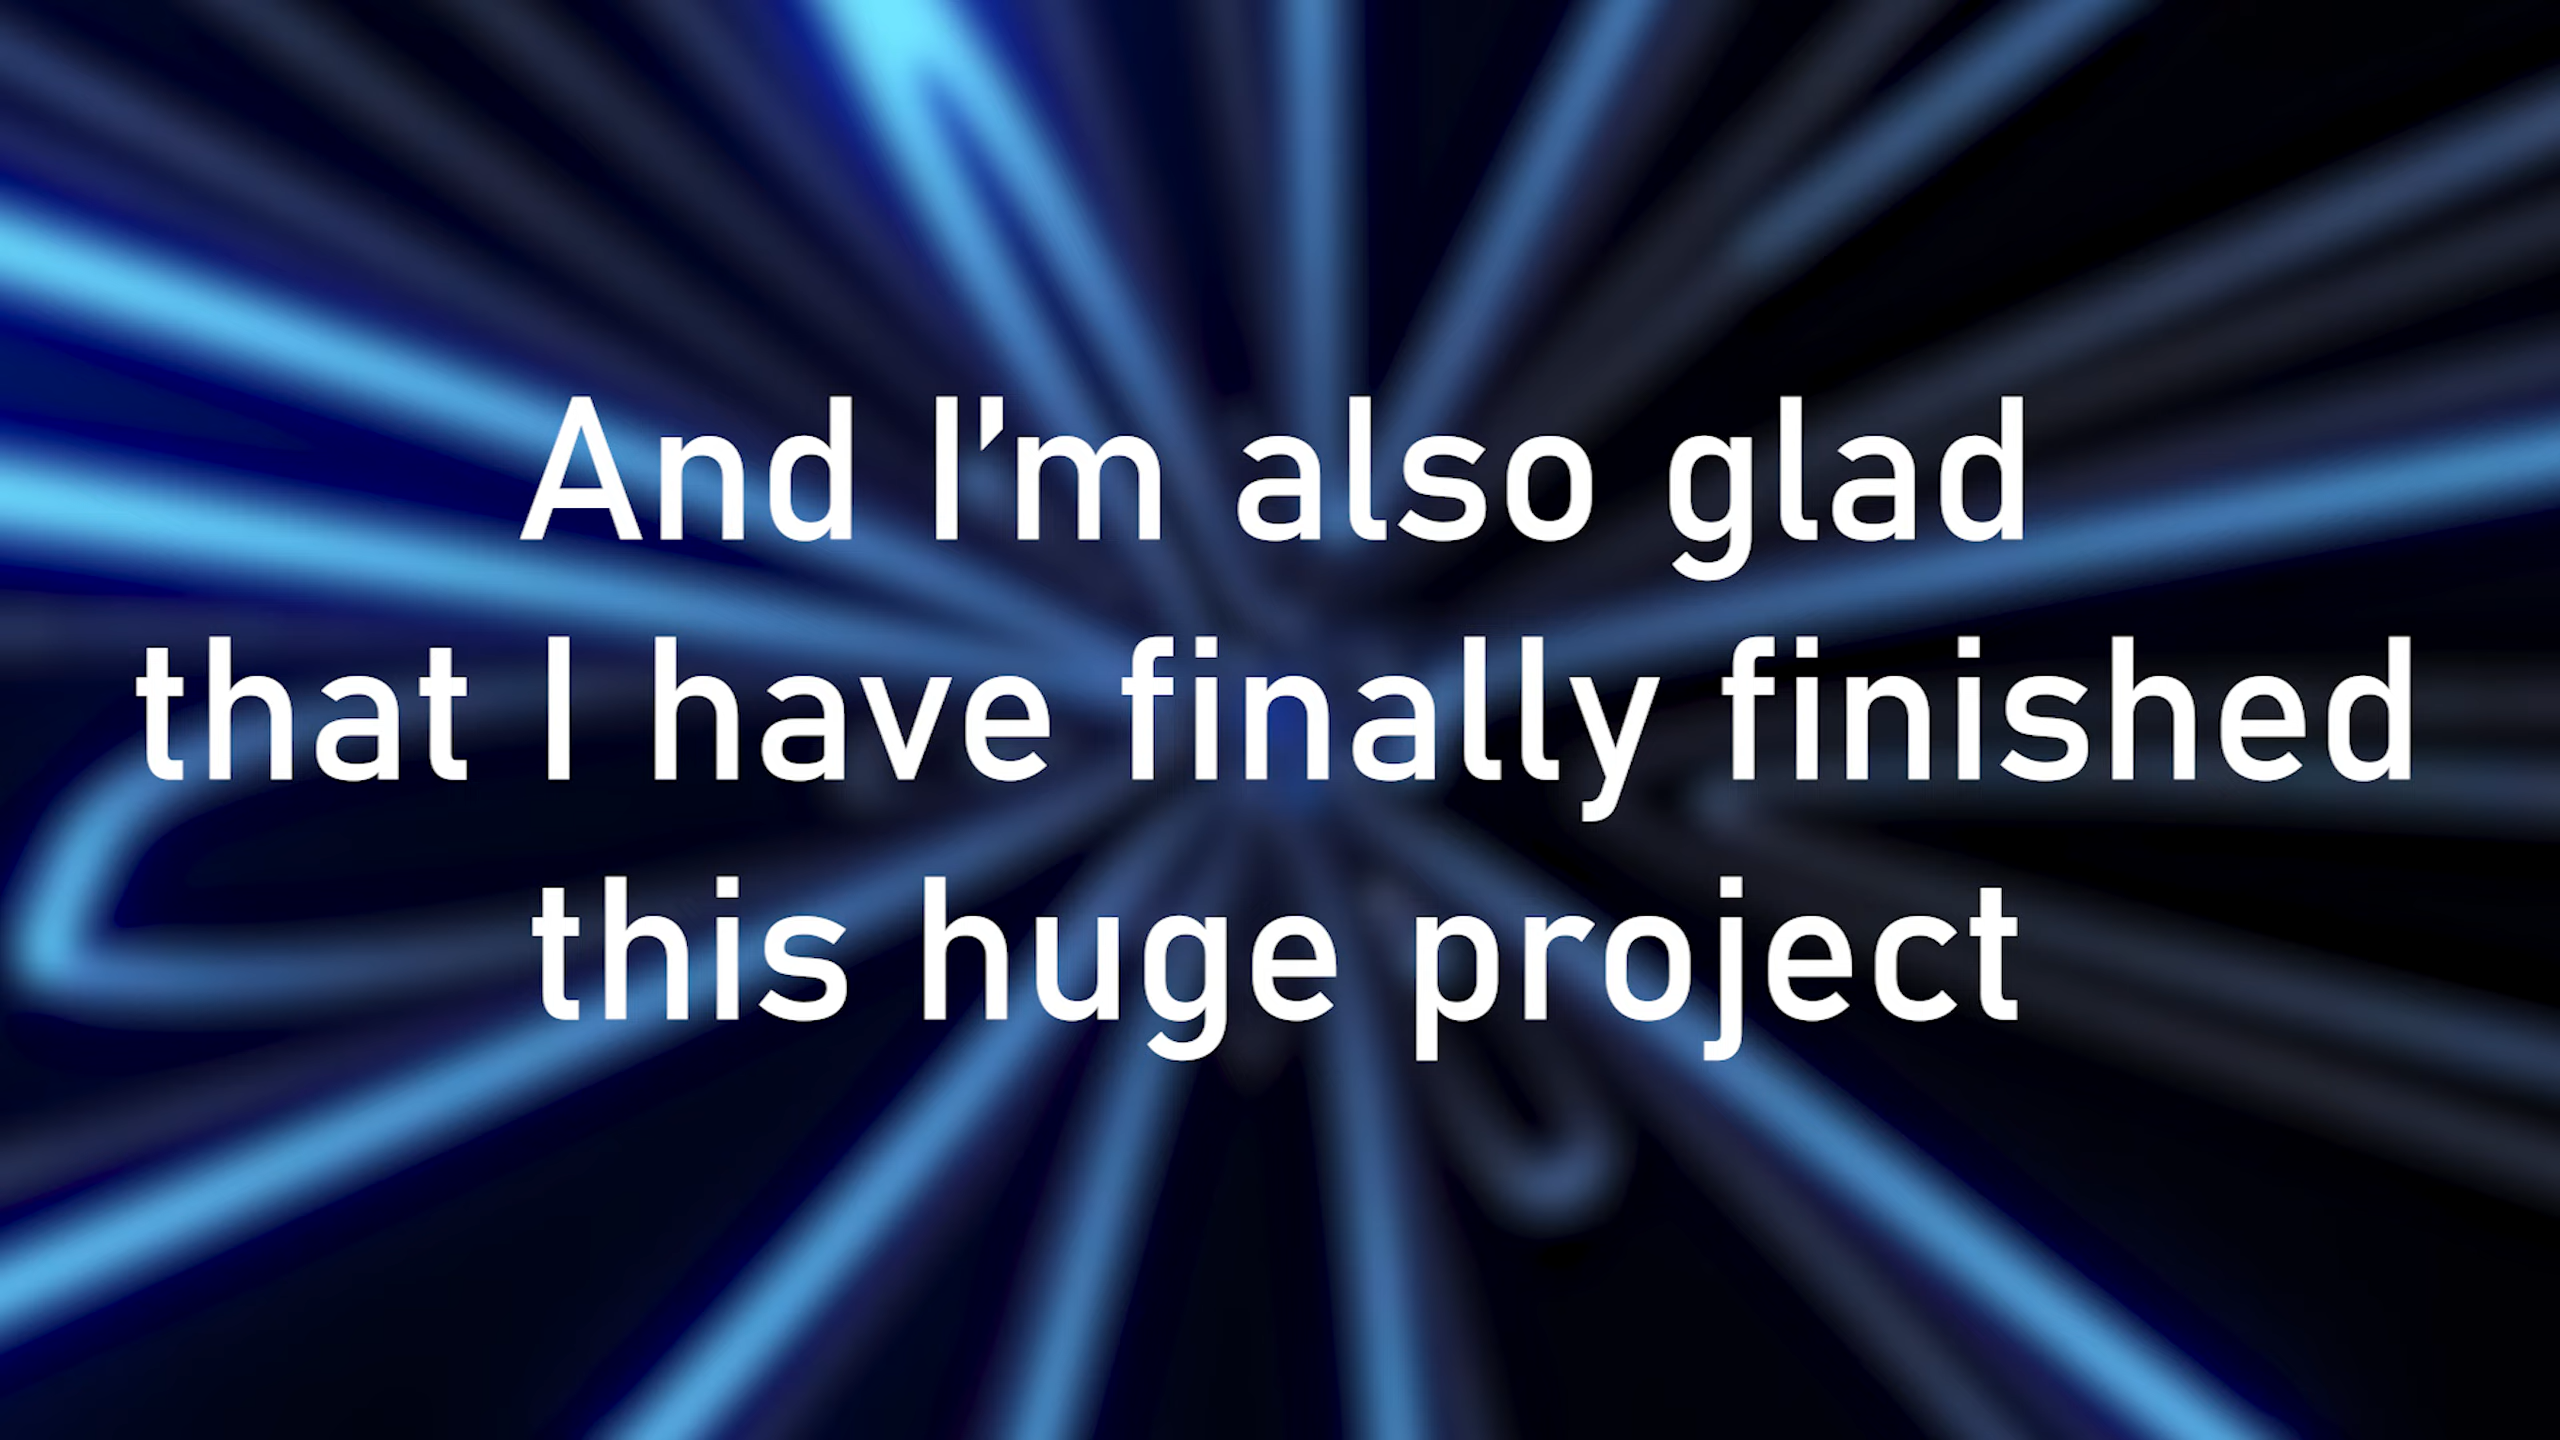 And I’m also glad
that I have finally finished
this huge project